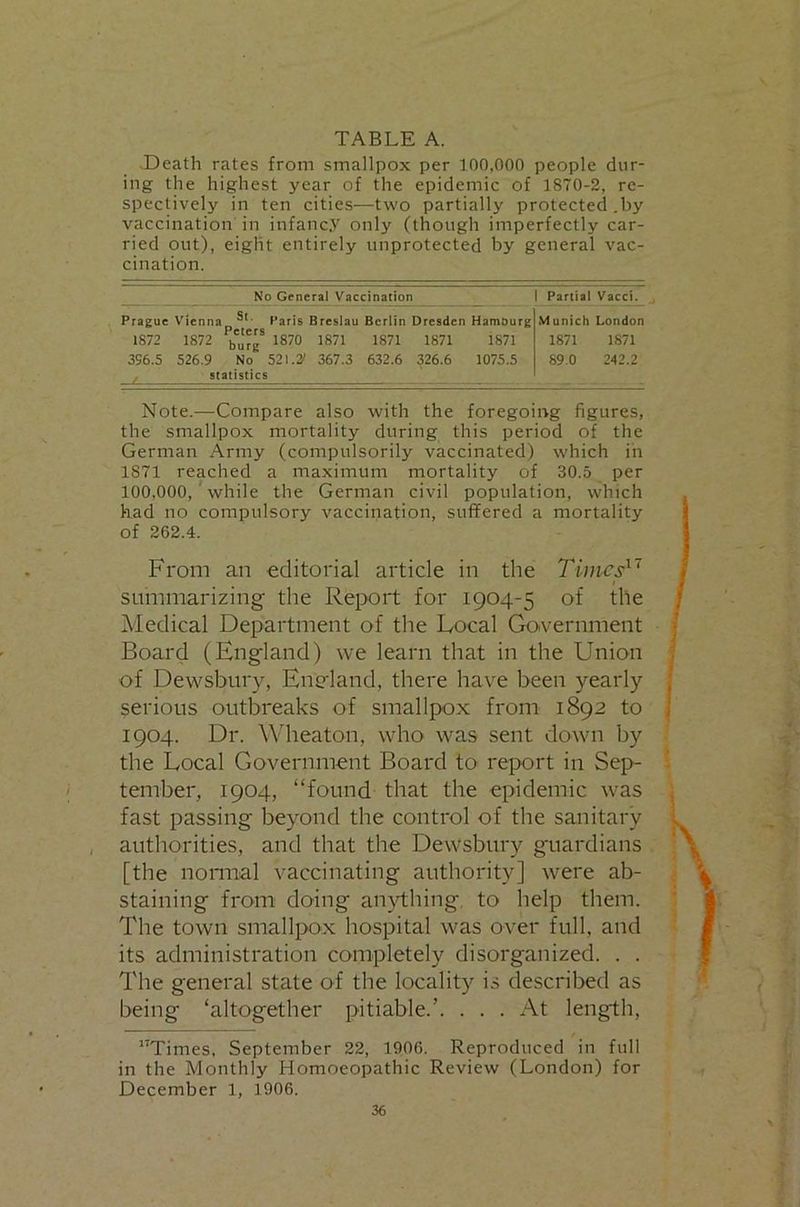 TABLE A.
Death rates from smallpox per 100,000 people dur-
ing the highest year of the epidemic of 1870-2, re-
spectively in ten cities—two partially protected by
vaccination in infancy only (though imperfectly car-
ried out), eight entirely unprotected by general vac-
cination.
No General Vaccination | Partial Vacci.
Prague Vienna St. Peters burg Paris Breslau Berlin Dresden Hamburg Munich London
1872 1872 1870 1871 1871 1871 1871 1871 1871
396.5 526.9 No 521.2 367.3 632.6 326.6 1075.5 89.0 242.2
statistics
Note.—Compare also with the foregoing figures,
the smallpox mortality during this period of the
German Army (compulsorily vaccinated) which in
1871 reached a maximum mortality of 30.5 per
100,000, while the German civil population, which
had no compulsory vaccination, suffered a mortality
of 262.4.
From an editorial article in the Times17
summarizing the Report for 1904-5 of the
Medical Department of the Local Government
Board (England) we learn that in the Union
of Dewsbury, England, there have been yearly
serious outbreaks of smallpox from 1892 to
1904. Dr. Wheaton, who was sent down by
the Local Government Board to report in Sep-
tember, 1904, “found that the epidemic was
fast passing beyond the control of the sanitary
authorities, and that the Dewsbury guardians
[the normal vaccinating authority] were ab-
staining from doing anything to help them.
The town smallpox hospital was over full, and
its administration completely disorganized. . .
The general state of the locality is described as
being ‘altogether pitiable.’. . . . At length,
17Times, September 22, 1906. Reproduced in full
in the Monthly Homoeopathic Review (London) for
December 1, 1906.
36